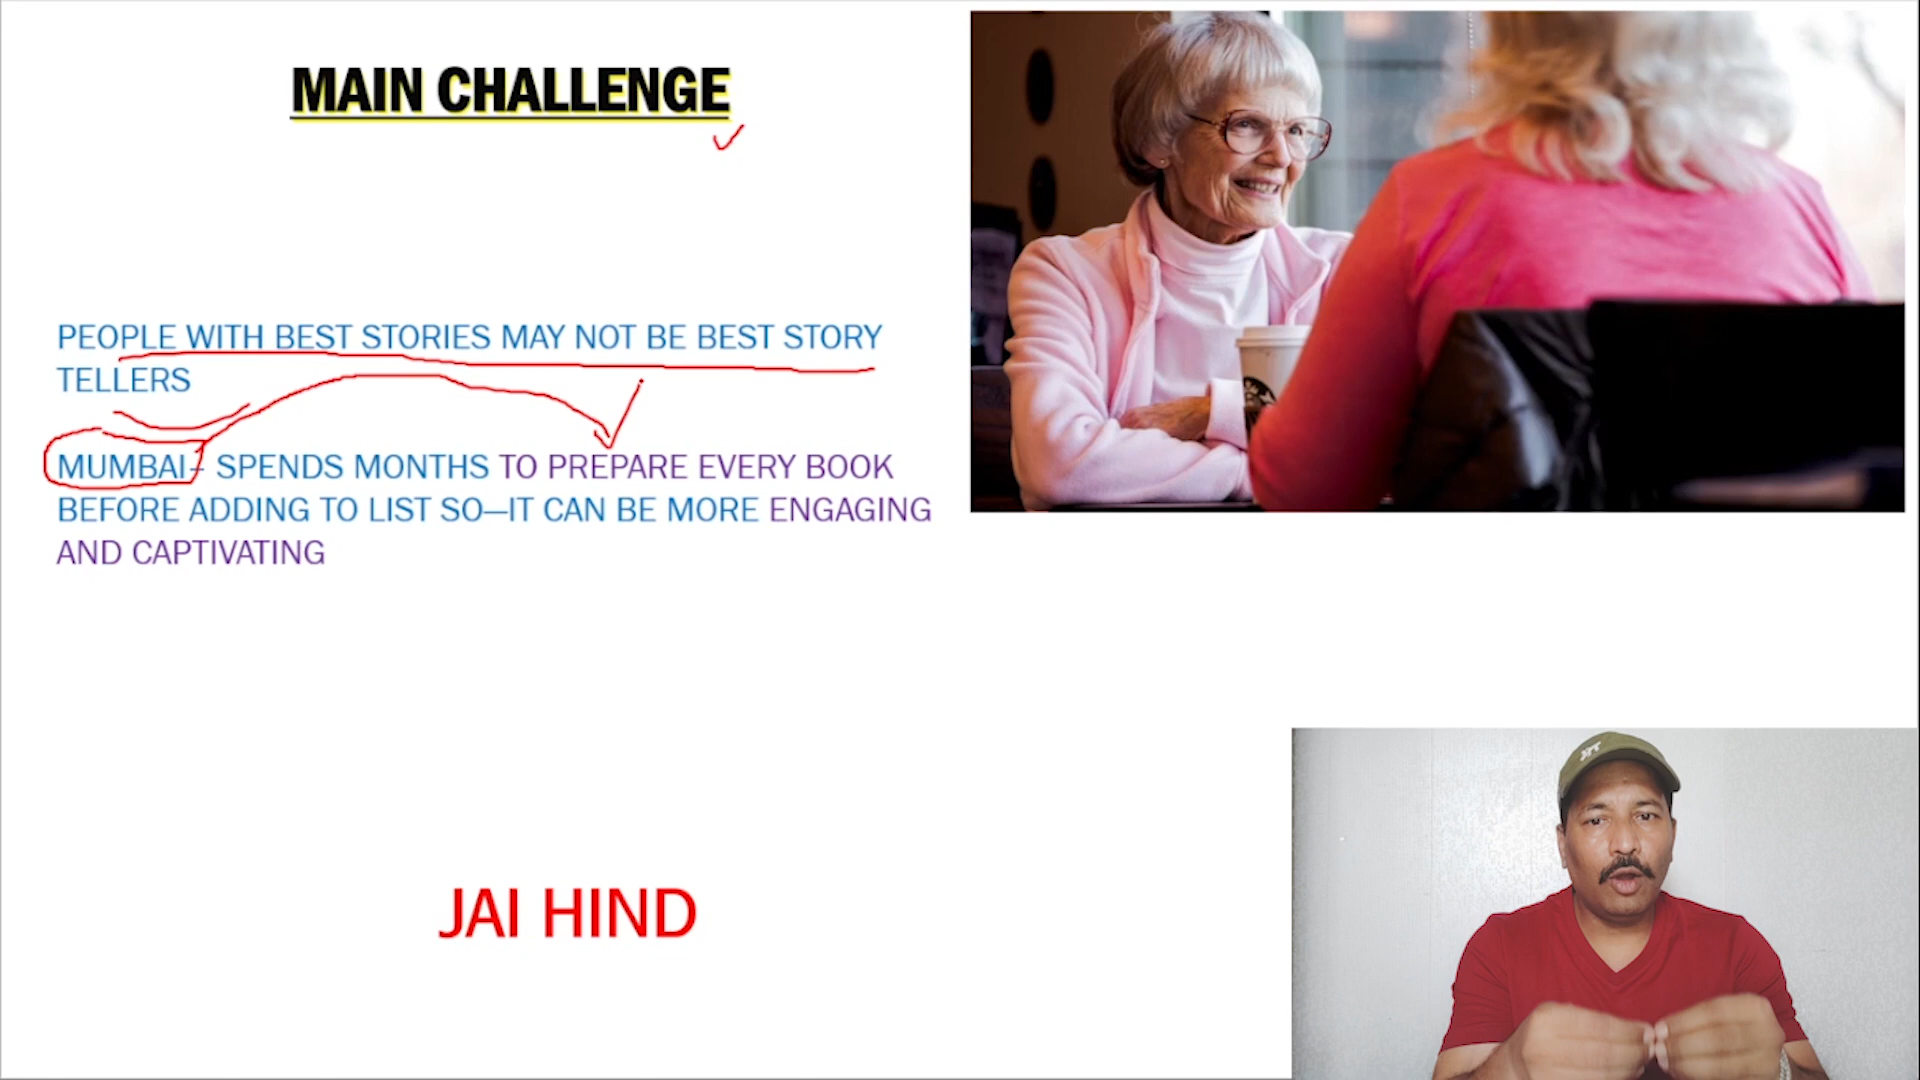 MAIN CHALLENGE
PEOPLE WITH BEST STORIES MAY NOT BE BEST STORY
TELLERS
MUMBAI– SPENDS MONTHS TO PREPARE EVERY BOOK
BEFORE ADDING TO LIST SO—IT CAN BE MORE ENGAGING
AND CAPTIVATING
JAI HIND